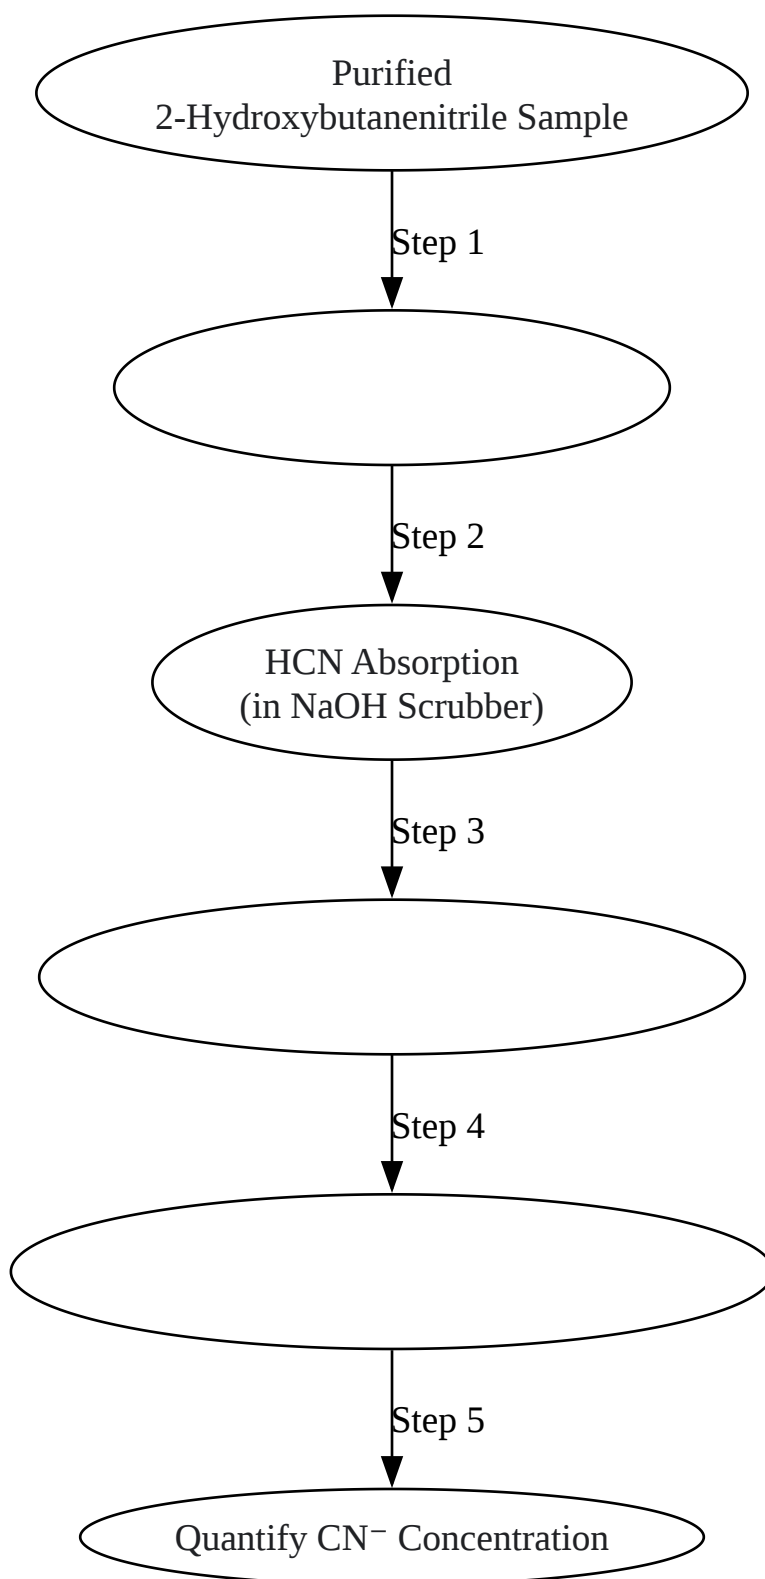 Purified
2-Hydroxybutanenitrile Sample
Step 1
Step 2
HCN Absorption
(in NaOH Scrubber)
Step 3
Step 4
Step 5
Quantify CN⁻ Concentration